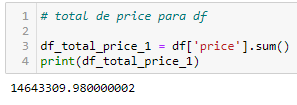 1 # total de price para df
2
3 df_total_price_1 = df['price'].sum()
4 print(df_total_price_1)
14643309.980000002